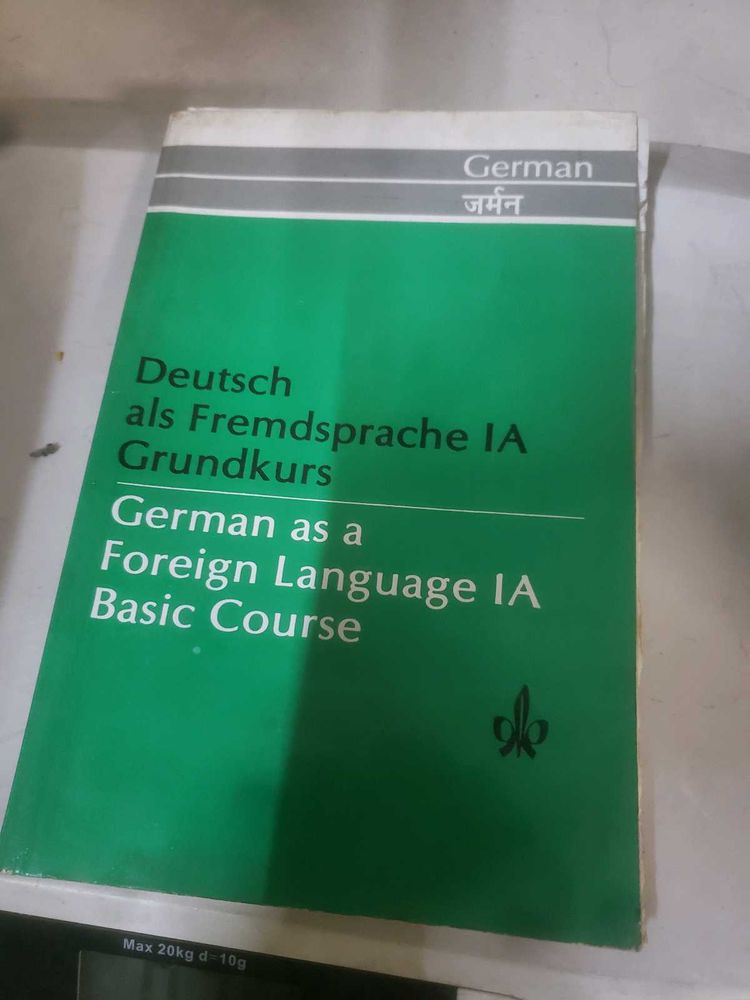 German
जर्मन
Deutsch
als Fremdsprache IA
Grundkurs
German as a
Foreign Language IA
Basic Course
Max 20kg d=10g